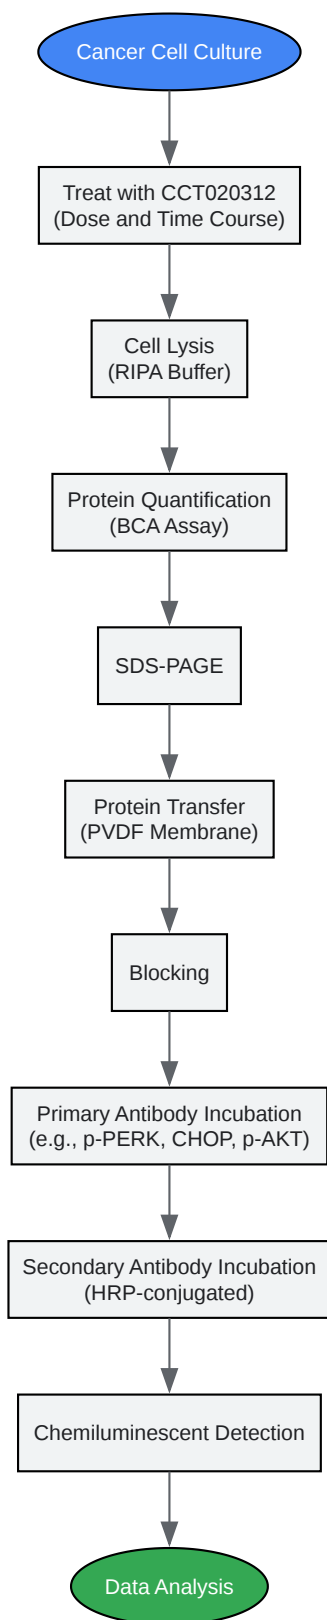 Cancer Cell Culture
Treat with CCT020312
(Dose and Time Course)
Cell Lysis
(RIPA Buffer)
Protein Quantification
(BCA Assay)
SDS-PAGE
Protein Transfer
(PVDF Membrane)
Blocking
Primary Antibody Incubation
(e.g., p-PERK, CHOP, p-AKT)
Secondary Antibody Incubation
(HRP-conjugated)
Chemiluminescent Detection
Data Analysis